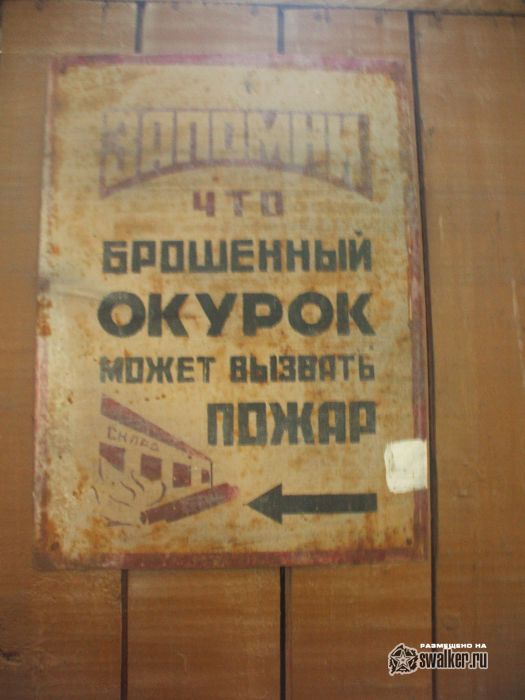 ЗАПОМНИ
ЧТО
БРОШЕННЫЙ
ОКУРОК
МОЖЕТ ВЫЗВАТЬ
ПОЖАР
СКЛАД
РАЗМЕЩЕНО НА
swalker.ru